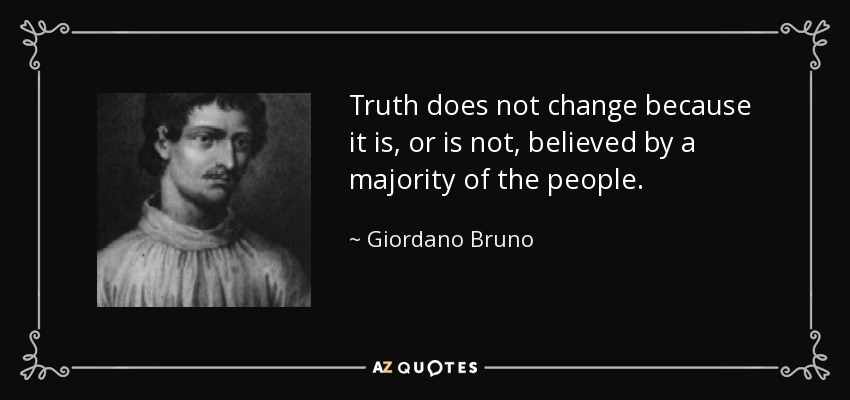 Truth does not change because
it is, or is not, believed by a
majority of the people.
~ Giordano Bruno
AZ QUOTES